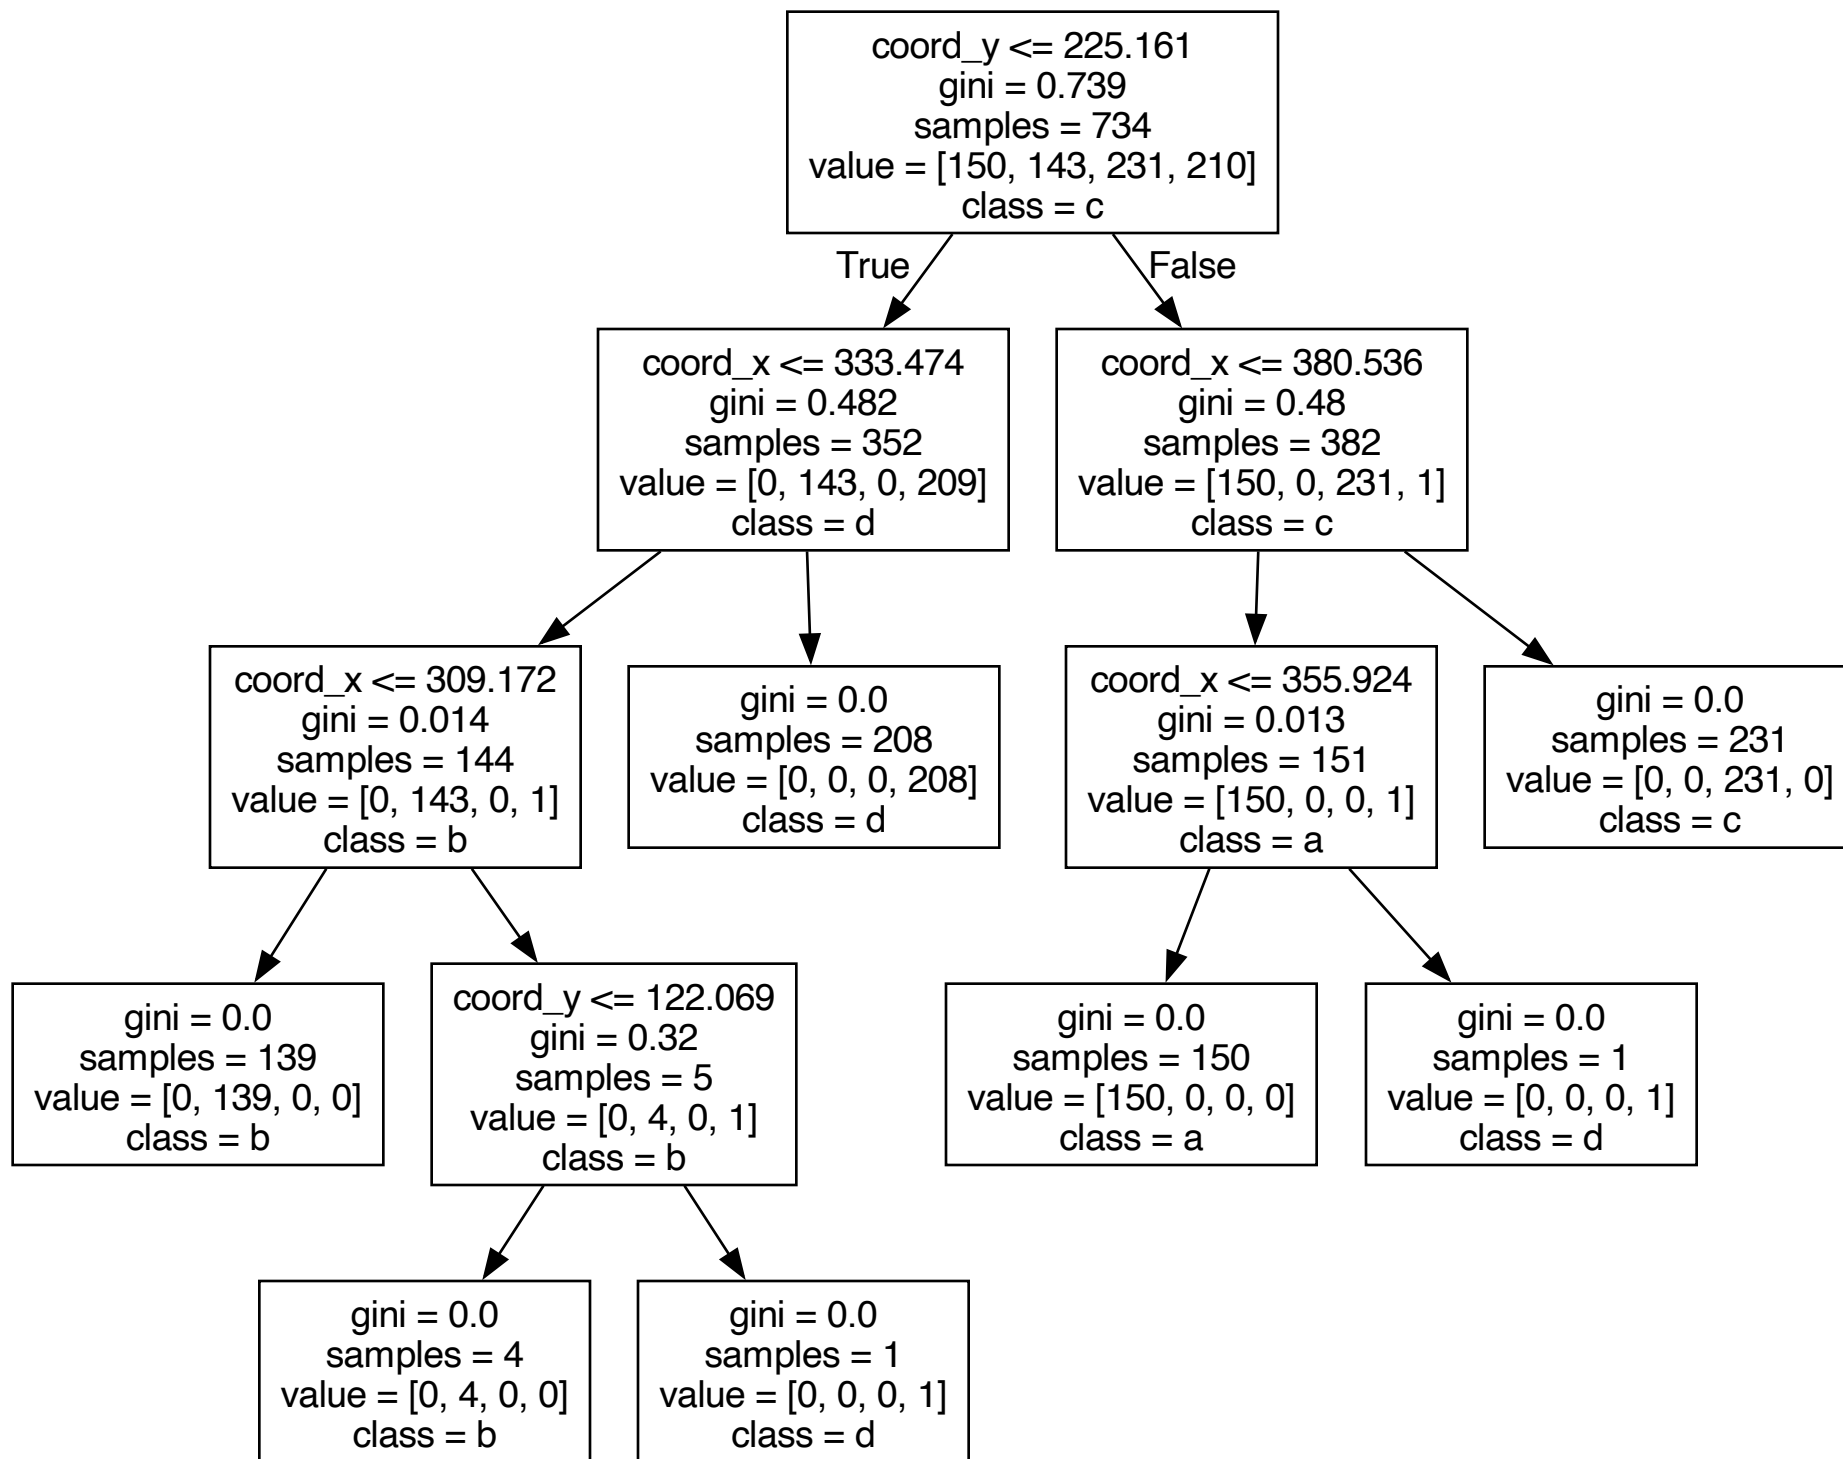 coord_y <= 225.161
gini = 0.739
samples = 734
value = [150, 143, 231, 210]
class = c
True
False
coord_x <= 333.474
gini = 0.482
samples = 352
value = [0, 143, 0, 209]
class = d
coord_x <= 380.536
gini = 0.48
samples = 382
value = [150, 0, 231, 1]
class = c
coord_x <= 309.172
gini = 0.014
samples = 144
value = [0, 143, 0, 1]
class = b
gini = 0.0
samples = 208
value = [0, 0, 0, 208]
class = d
coord_x <= 355.924
gini = 0.013
samples = 151
value = [150, 0, 0, 1]
class = a
gini = 0.0
samples = 231
value = [0, 0, 231, 0]
class = c
gini = 0.0
samples = 139
value = [0, 139, 0, 0]
class = b
coord_y <= 122.069
gini = 0.32
samples = 5
value = [0, 4, 0, 1]
class = b
gini = 0.0
samples = 150
value = [150, 0, 0, 0]
class = a
gini = 0.0
samples = 1
value = [0, 0, 0, 1]
class = d
gini = 0.0
samples = 4
value = [0, 4, 0, 0]
class = b
gini = 0.0
samples = 1
value = [0, 0, 0, 1]
class = d